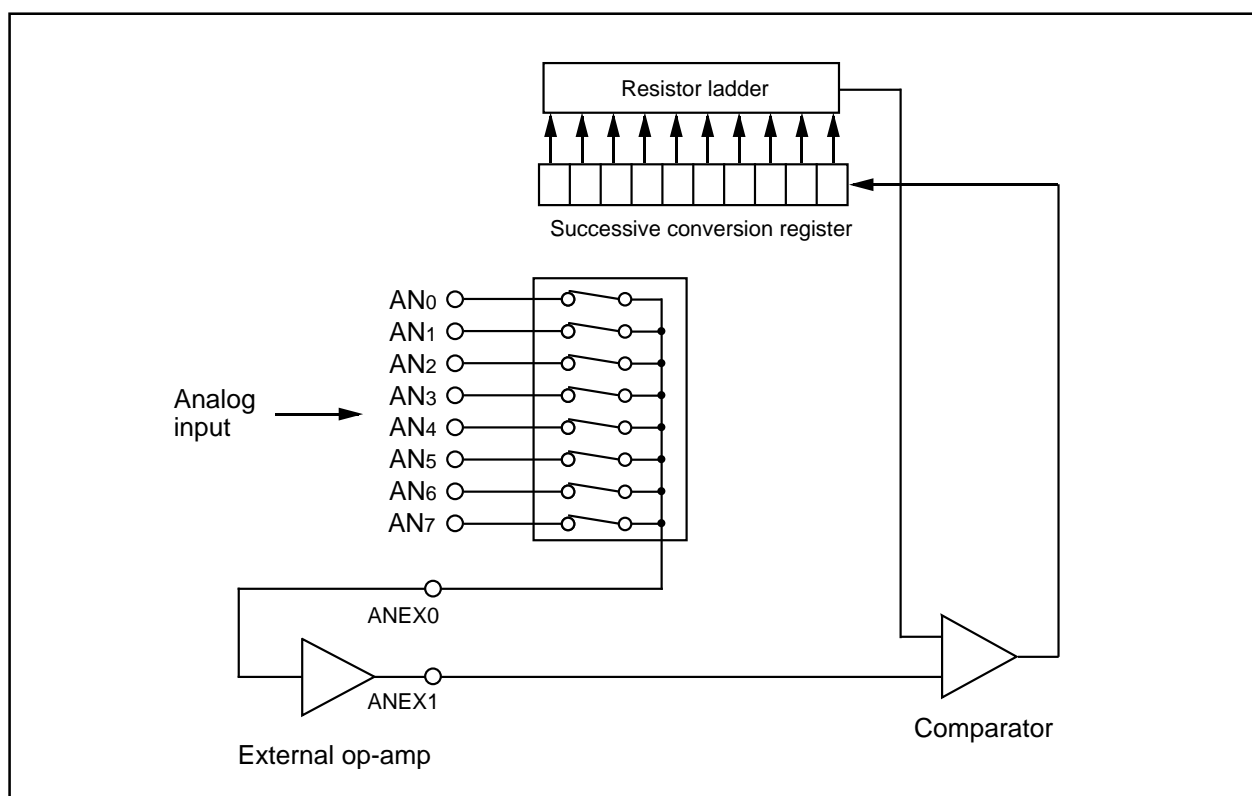 Resistor ladder
Successive conversion register
AN0
AN1
AN2
AN3
AN4
AN5
AN6
AN7
Analog
input
ANEX0
ANEX1
External op-amp
Comparator